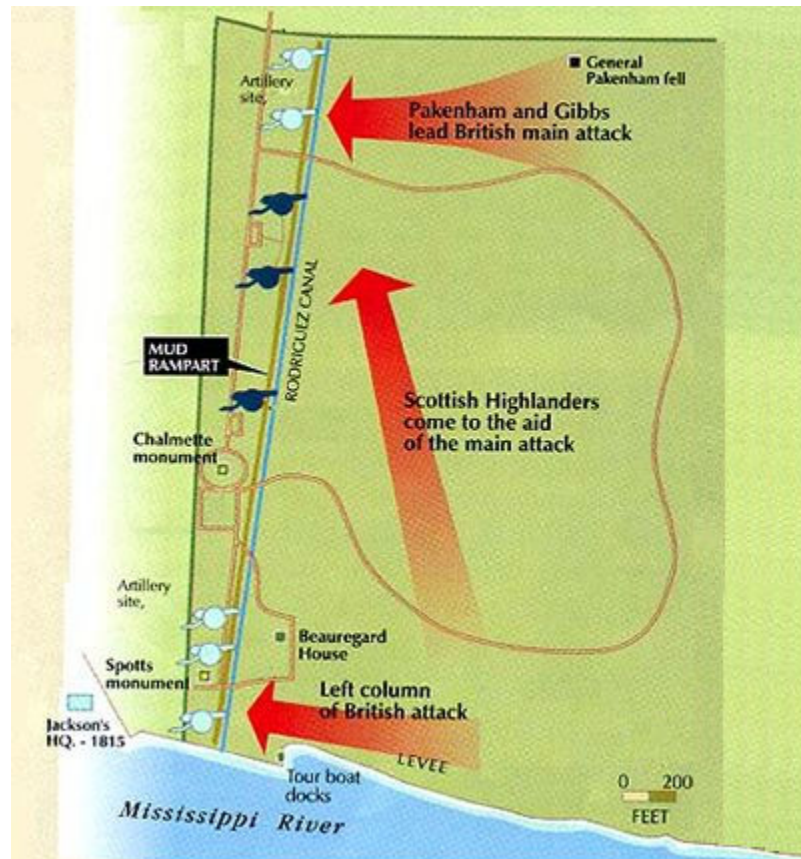 Artillery
site,
General
Pakenham fell
Pakenham and Gibbs
lead British main attack
RODRIGUEZ CANAL
MUD
RAMPART
Scottish Highlanders
come to the aid
of the main attack
Chalmette
monument
Artillery
site,
Beauregard
House
Spotts
monument
Left column
of British attack
Jackson's
HQ. - 1815
LEVEE
Tour boat
docks
0 200
FEET
Mississippi River